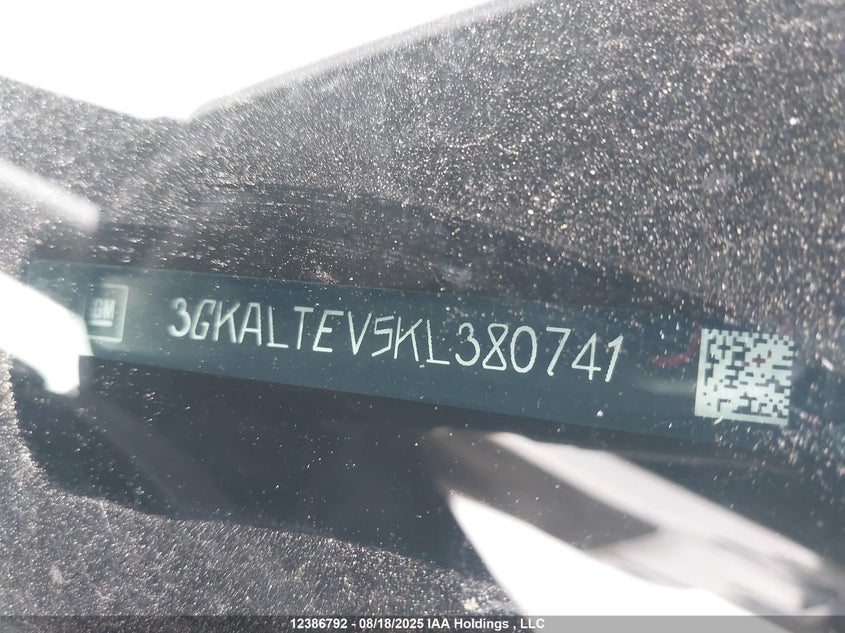 GM 3GKALTEV5KL380741
12386792 - 08/18/2025 IAA Holdings , LLC